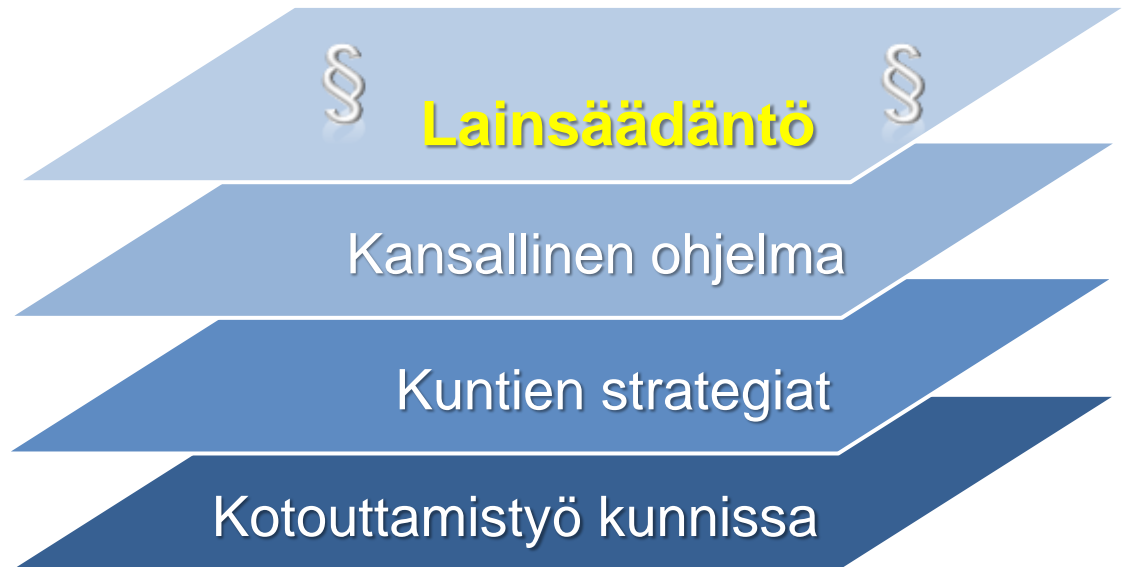 § Lainsäädäntö §
Kansallinen ohjelma
Kuntien strategiat
Kotouttamistyö kunnissa